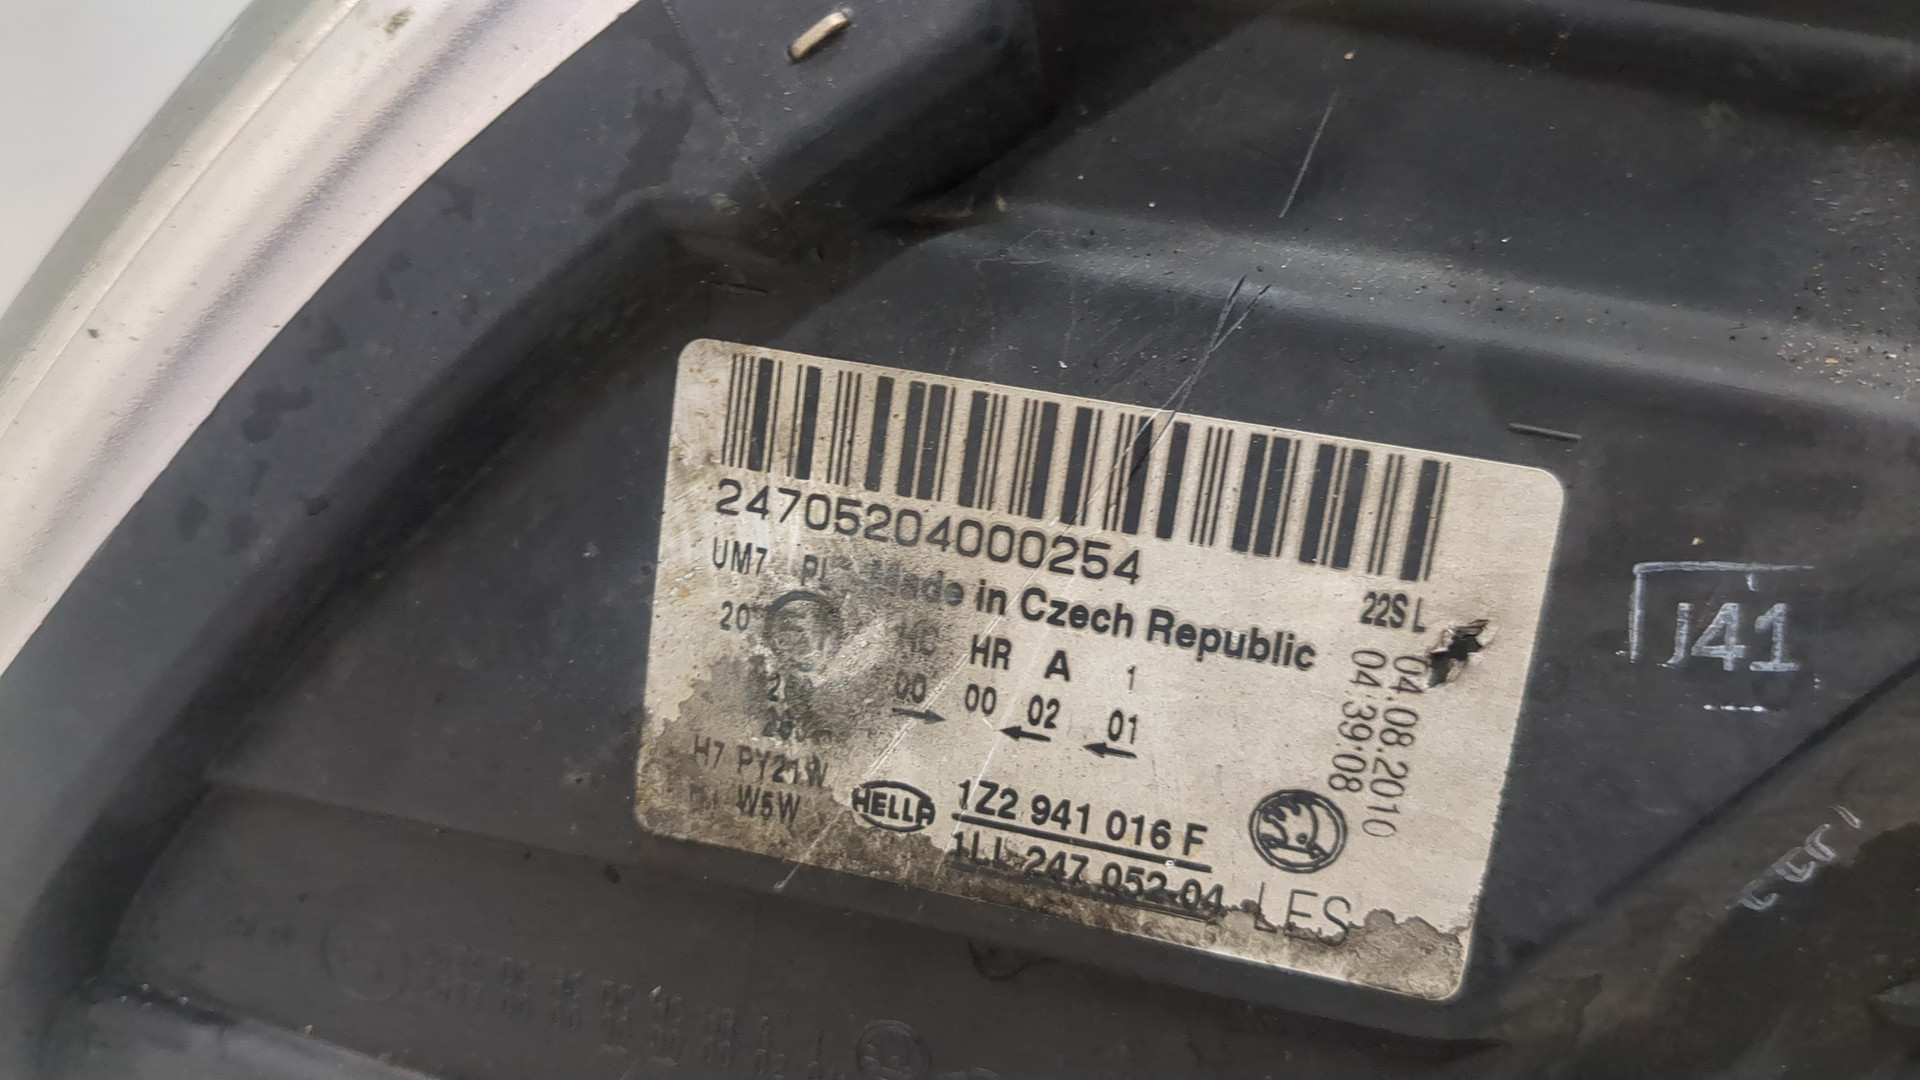 24705204000254
UM7 Made in Czech Republic
22S L
20 HR A 1
00 00 02 01
04.08.2010
04:39:08
H7 PY21W
W5W
HELLA
1Z2 941 016 F
1LL 247 052-04
LES
J41